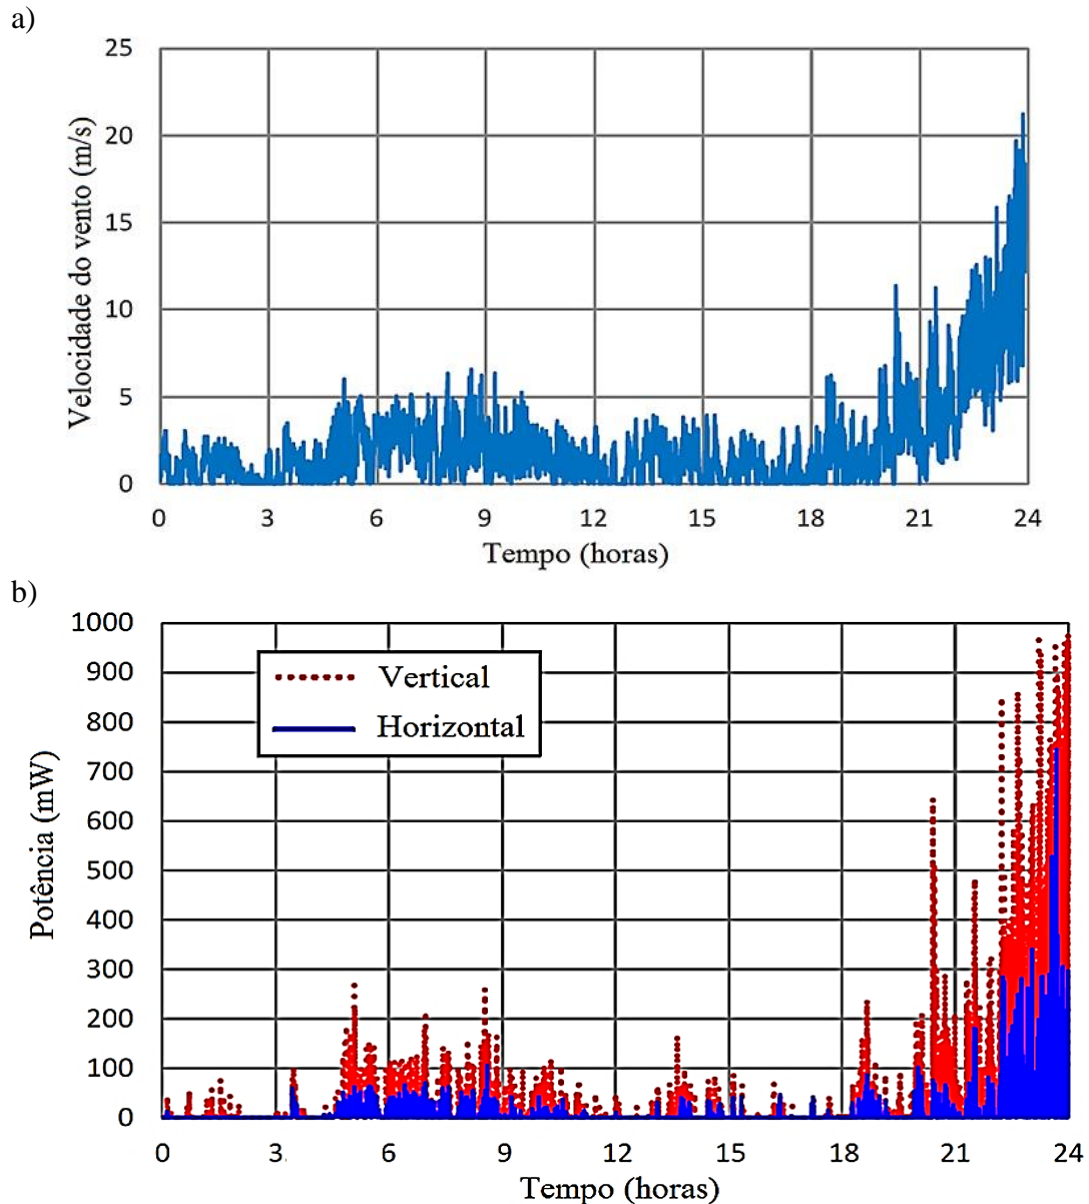 a)
25
20
15
10
5
0
Velocidade do vento (m/s)
0 3 6 9 12 15 18 21 24
Tempo (horas)
b)
1000
900
800
700
600
500
400
300
200
100
0
Potência (mW)
Vertical
Horizontal
0 3 6 9 12 15 18 21 24
Tempo (horas)